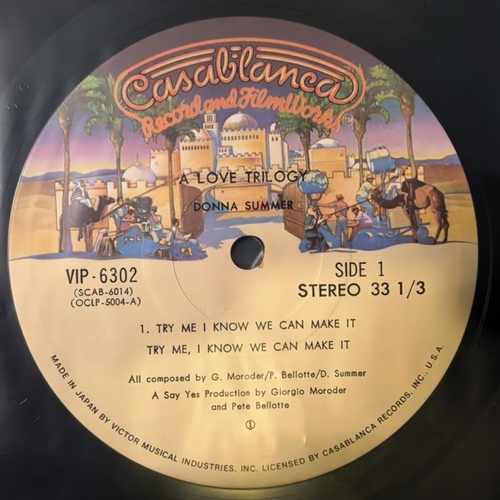 Casablanca
Record and FilmWorks
A LOVE TRILOGY
DONNA SUMMER
VIP-6302
(SCAB-6014)
(OCLP-5004-A)
SIDE 1
STEREO 33 1/3
1. TRY ME I KNOW WE CAN MAKE IT
TRY ME, I KNOW WE CAN MAKE IT
All composed by G. Moroder/P. Bellotte/D. Summer
A Say Yes Production by Giorgio Moroder
and Pete Bellotte
①
MADE IN JAPAN BY VICTOR MUSICAL INDUSTRIES, INC. LICENSED BY CASABLANCA RECORDS, INC., U.S.A.